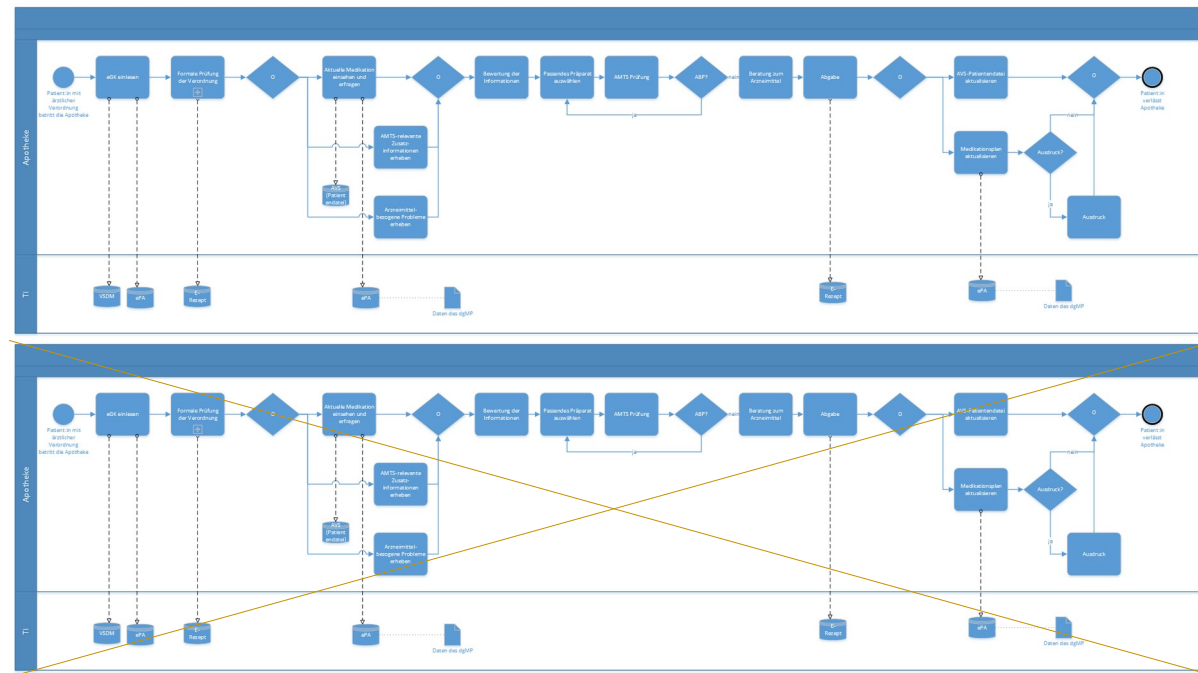 Apotheke
Patient:in mit
ärztlicher
Verordnung
betritt die Apotheke
eGK einlesen
Formale Prüfung
der Verordnung
O
Aktuelle Medikation
einsehen und
erfragen
AMTS-relevante
Zusatz-
informationen
erheben
Arzneimittel-
bezogene Probleme
erheben
AVS
(Patient
endatei)
O
Bewertung der
Informationen
Passendes Präparat
auswählen
AMTS Prüfung
ABP?
nein
ja
Beratung zum
Arzneimittel
Abgabe
O
AVS-Patientendatei
aktualisieren
Medikationsplan
aktualisieren
Ausdruck?
nein
ja
Ausdruck
O
Patient:in
verlässt
Apotheke
TI
VSDM
ePA
E-
Rezept
ePA
Daten des dgMP
E-
Rezept
ePA
Daten des dgMP
Apotheke
Patient:in mit
ärztlicher
Verordnung
betritt die Apotheke
eGK einlesen
Formale Prüfung
der Verordnung
O
Aktuelle Medikation
einsehen und
erfragen
AMTS-relevante
Zusatz-
informationen
erheben
Arzneimittel-
bezogene Probleme
erheben
AVS
(Patient
endatei)
O
Bewertung der
Informationen
Passendes Präparat
auswählen
AMTS Prüfung
ABP?
nein
ja
Beratung zum
Arzneimittel
Abgabe
O
AVS-Patientendatei
aktualisieren
Medikationsplan
aktualisieren
Ausdruck?
nein
ja
Ausdruck
O
Patient:in
verlässt
Apotheke
TI
VSDM
ePA
E-
Rezept
ePA
Daten des dgMP
E-
Rezept
ePA
Daten des dgMP